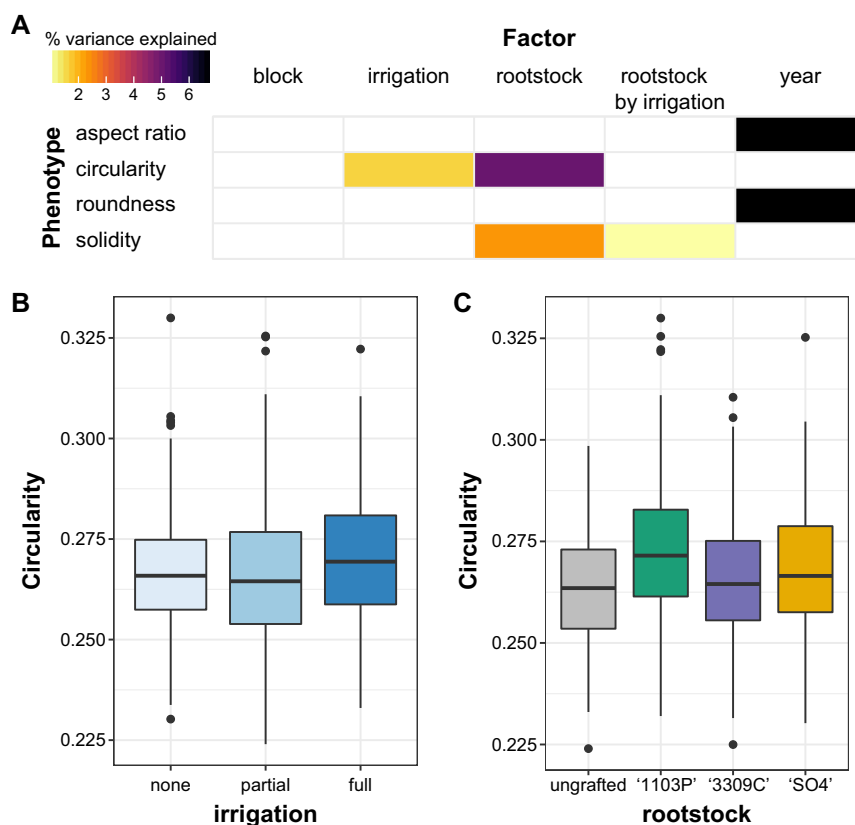 A
% variance explained
2 3 4 5 6
Factor
block irrigation rootstock rootstock by irrigation year
Phenotype
aspect ratio
circularity
roundness
solidity
B
Circularity
0.325
0.300
0.275
0.250
0.225
none partial full
irrigation
C
Circularity
0.325
0.300
0.275
0.250
0.225
ungrafted ‘1103P’ ‘3309C’ ‘SO4’
rootstock